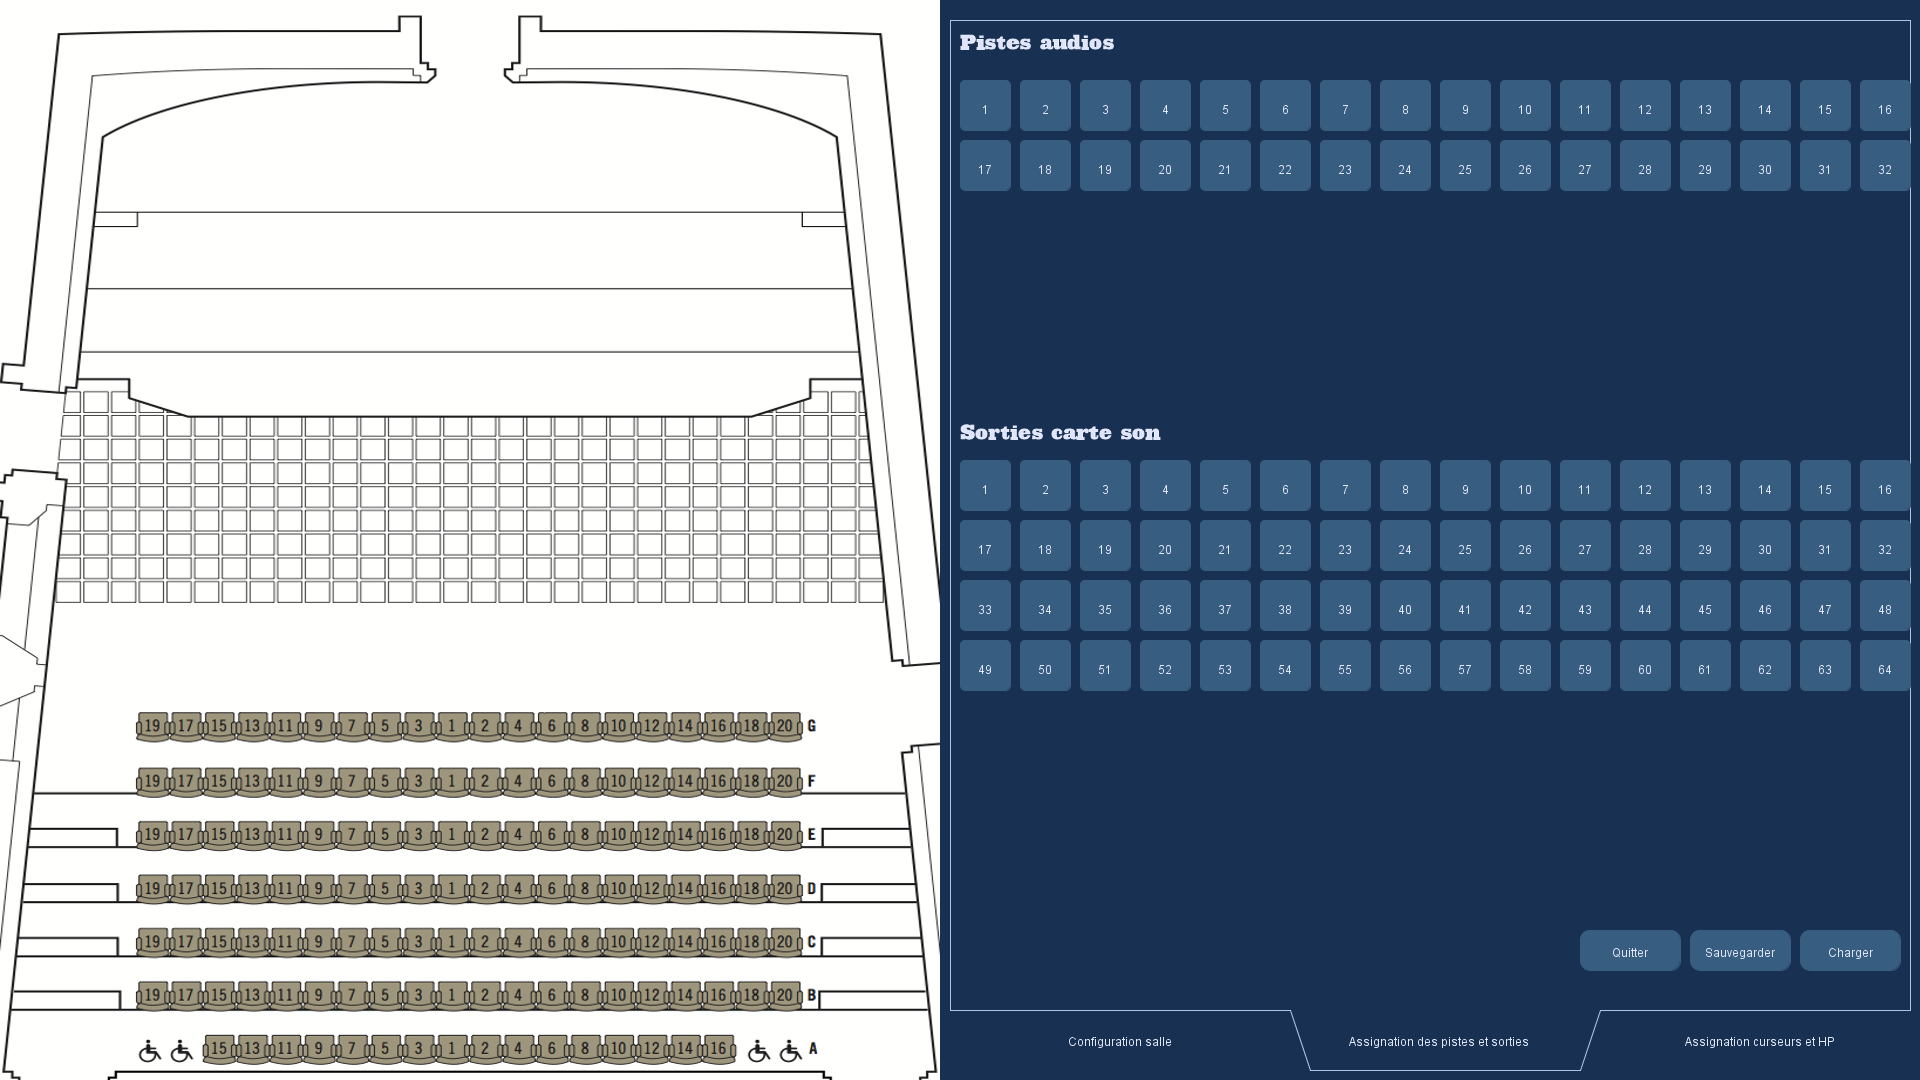 19 17 15 13 11 9 7 5 3 1 2 4 6 8 10 12 14 16 18 20 G
19 17 15 13 11 9 7 5 3 1 2 4 6 8 10 12 14 16 18 20 F
19 17 15 13 11 9 7 5 3 1 2 4 6 8 10 12 14 16 18 20 E
19 17 15 13 11 9 7 5 3 1 2 4 6 8 10 12 14 16 18 20 D
19 17 15 13 11 9 7 5 3 1 2 4 6 8 10 12 14 16 18 20 C
19 17 15 13 11 9 7 5 3 1 2 4 6 8 10 12 14 16 18 20 B
15 13 11 9 7 5 3 1 2 4 6 8 10 12 14 16 A
Pistes audios
1 2 3 4 5 6 7 8 9 10 11 12 13 14 15 16
17 18 19 20 21 22 23 24 25 26 27 28 29 30 31 32
Sorties carte son
1 2 3 4 5 6 7 8 9 10 11 12 13 14 15 16
17 18 19 20 21 22 23 24 25 26 27 28 29 30 31 32
33 34 35 36 37 38 39 40 41 42 43 44 45 46 47 48
49 50 51 52 53 54 55 56 57 58 59 60 61 62 63 64
Quitter Sauvegarder Charger
Configuration salle Assignation des pistes et sorties Assignation curseurs et HP